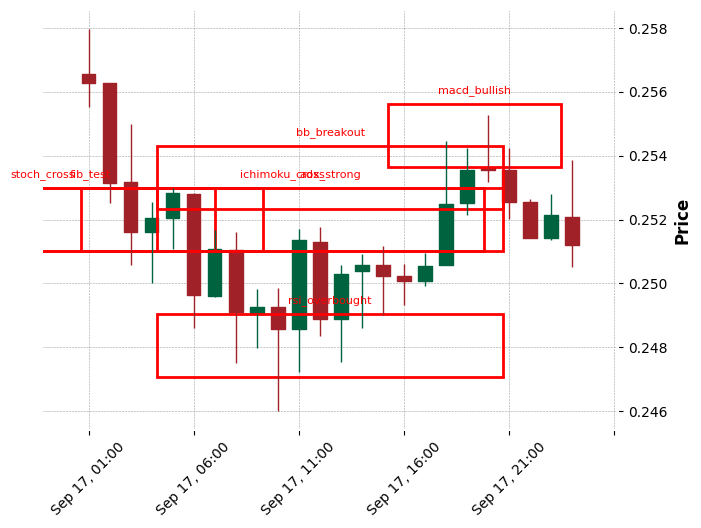 0.258
macd_bullish
0.256
bb_breakout
0.254
stoch_cross
fib_test
ichimoku_cross
adx_strong
0.252
Price
0.250
rsi_overbought
0.248
0.246
Sep 17, 01:00
Sep 17, 06:00
Sep 17, 11:00
Sep 17, 16:00
Sep 17, 21:00